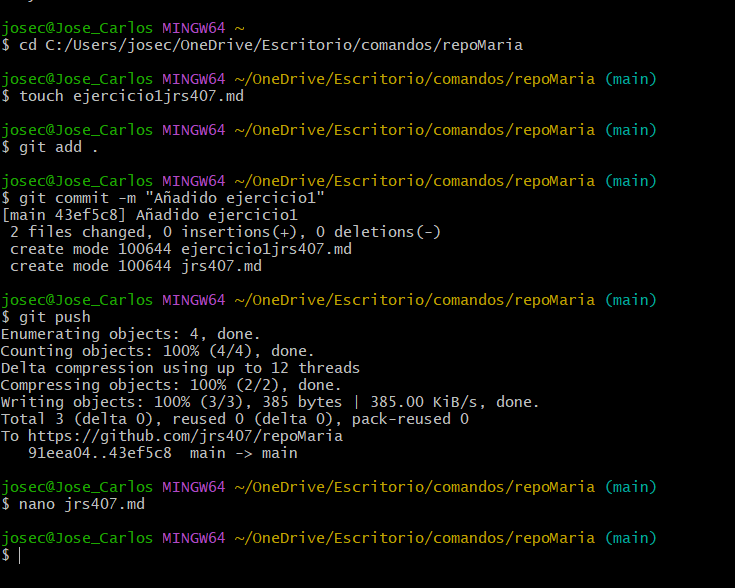 josec@Jose_Carlos MINGW64 ~
$ cd C:/Users/josec/OneDrive/Escritorio/comandos/repoMaria
josec@Jose_Carlos MINGW64 ~/OneDrive/Escritorio/comandos/repoMaria (main)
$ touch ejercicio1jrs407.md
josec@Jose_Carlos MINGW64 ~/OneDrive/Escritorio/comandos/repoMaria (main)
$ git add .
josec@Jose_Carlos MINGW64 ~/OneDrive/Escritorio/comandos/repoMaria (main)
$ git commit -m "Añadido ejercicio1"
[main 43ef5c8] Añadido ejercicio1
 2 files changed, 0 insertions(+), 0 deletions(-)
 create mode 100644 ejercicio1jrs407.md
 create mode 100644 jrs407.md
josec@Jose_Carlos MINGW64 ~/OneDrive/Escritorio/comandos/repoMaria (main)
$ git push
Enumerating objects: 4, done.
Counting objects: 100% (4/4), done.
Delta compression using up to 12 threads
Compressing objects: 100% (2/2), done.
Writing objects: 100% (3/3), 385 bytes | 385.00 KiB/s, done.
Total 3 (delta 0), reused 0 (delta 0), pack-reused 0
To https://github.com/jrs407/repoMaria
   91eea04..43ef5c8  main -> main
josec@Jose_Carlos MINGW64 ~/OneDrive/Escritorio/comandos/repoMaria (main)
$ nano jrs407.md
josec@Jose_Carlos MINGW64 ~/OneDrive/Escritorio/comandos/repoMaria (main)
$